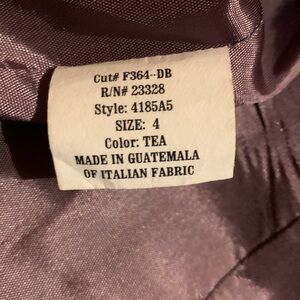 Cut# F364--DB
R/N# 23328
Style: 4185A5
SIZE: 4
Color: TEA
MADE IN GUATEMALA
OF ITALIAN FABRIC